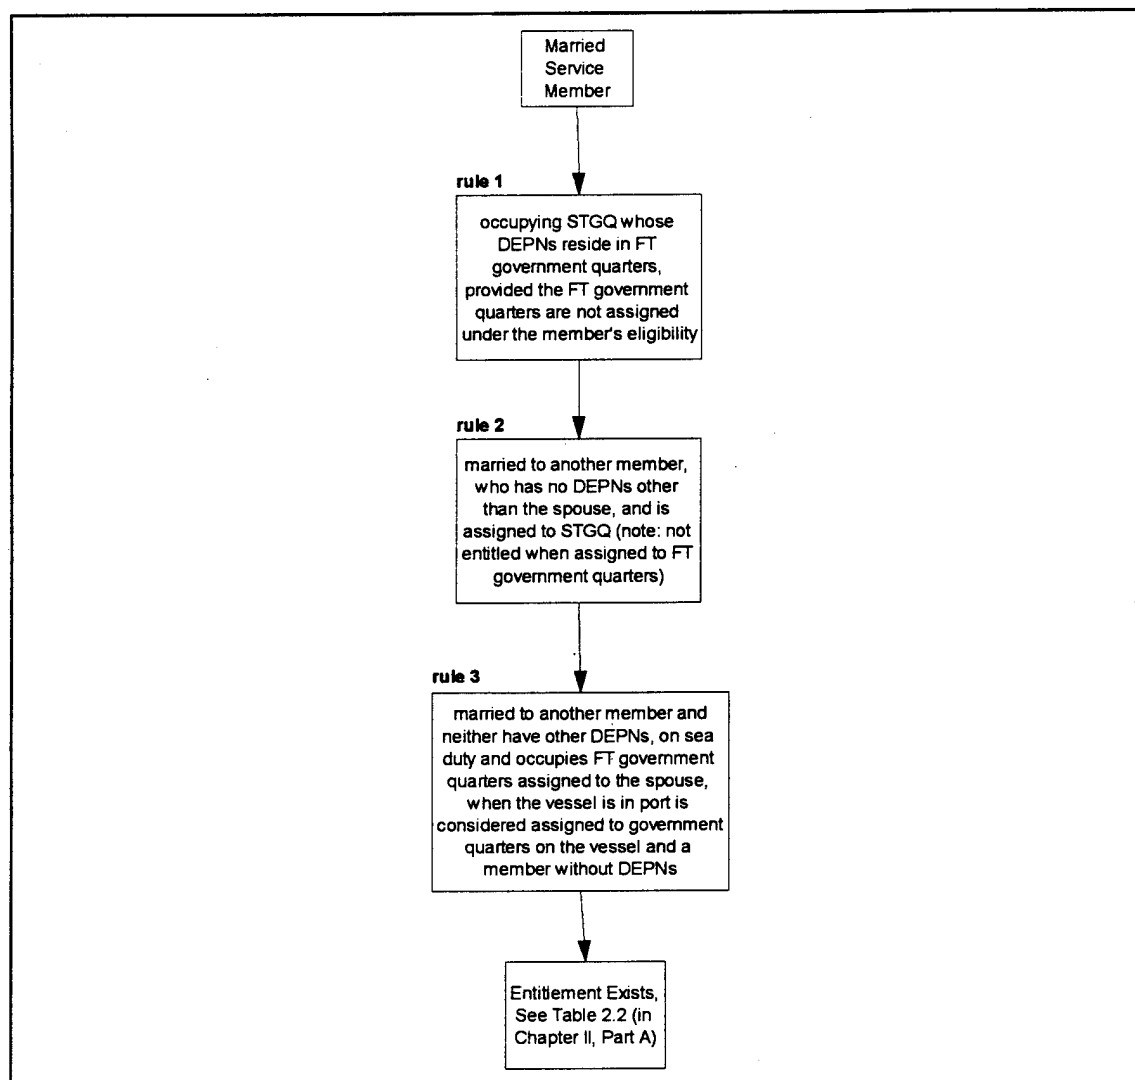 Married
Service
Member
rule 1
occupying STGQ whose
DEPNs reside in FT
government quarters,
provided the FT government
quarters are not assigned
under the member's eligibility
rule 2
married to another member,
who has no DEPNs other
than the spouse, and is
assigned to STGQ (note: not
entitled when assigned to FT
government quarters)
rule 3
married to another member and
neither have other DEPNs, on sea
duty and occupies FT government
quarters assigned to the spouse,
when the vessel is in port is
considered assigned to government
quarters on the vessel and a
member without DEPNs
Entitlement Exists,
See Table 2.2 (in
Chapter II, Part A)